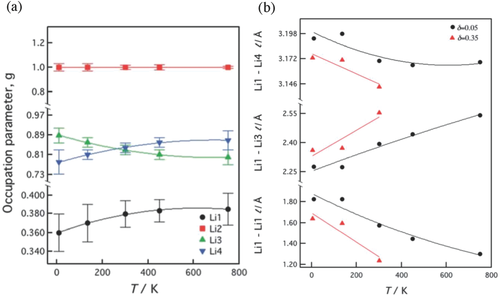 (a)
Occupation parameter, g
1.2
1.0
0.8
0.97
0.89
0.81
0.73
0.400
0.380
0.360
0.340
Li1
Li2
Li3
Li4
0 200 400 600 800
T / K
(b)
δ=0.05
δ=0.35
Li1 - Li4 ℓ/Å
3.198
3.172
3.146
Li1 - Li3 ℓ/Å
2.55
2.40
2.25
Li1 - Li1 ℓ/Å
1.80
1.60
1.40
1.20
0 200 400 600 800
T / K